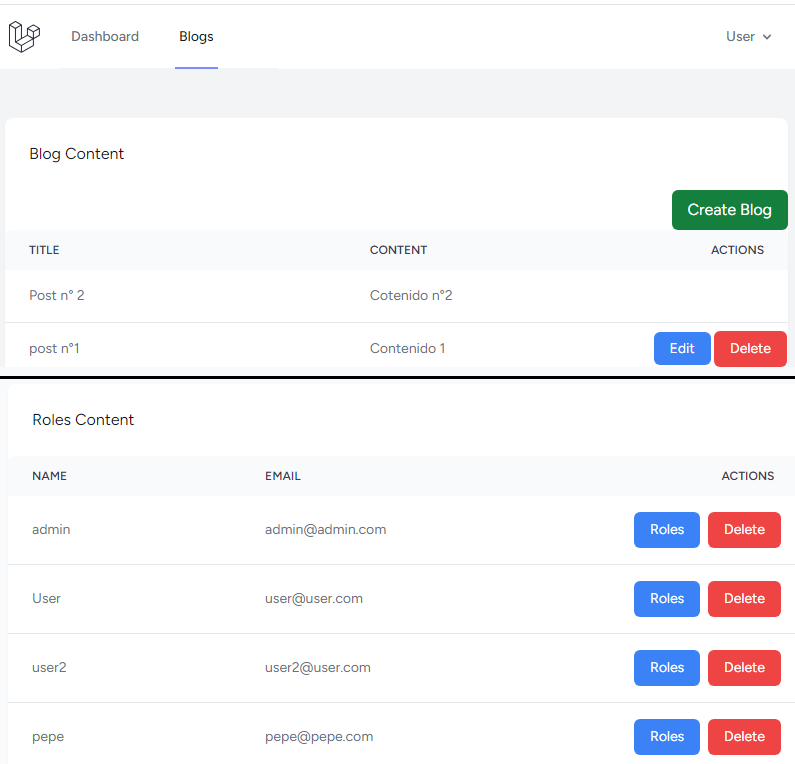 Dashboard Blogs User
Blog Content
Create Blog
TITLE CONTENT ACTIONS
Post n° 2 Cotenido n°2
post n°1 Contenido 1 Edit Delete
Roles Content
NAME EMAIL ACTIONS
admin admin@admin.com Roles Delete
User user@user.com Roles Delete
user2 user2@user.com Roles Delete
pepe pepe@pepe.com Roles Delete